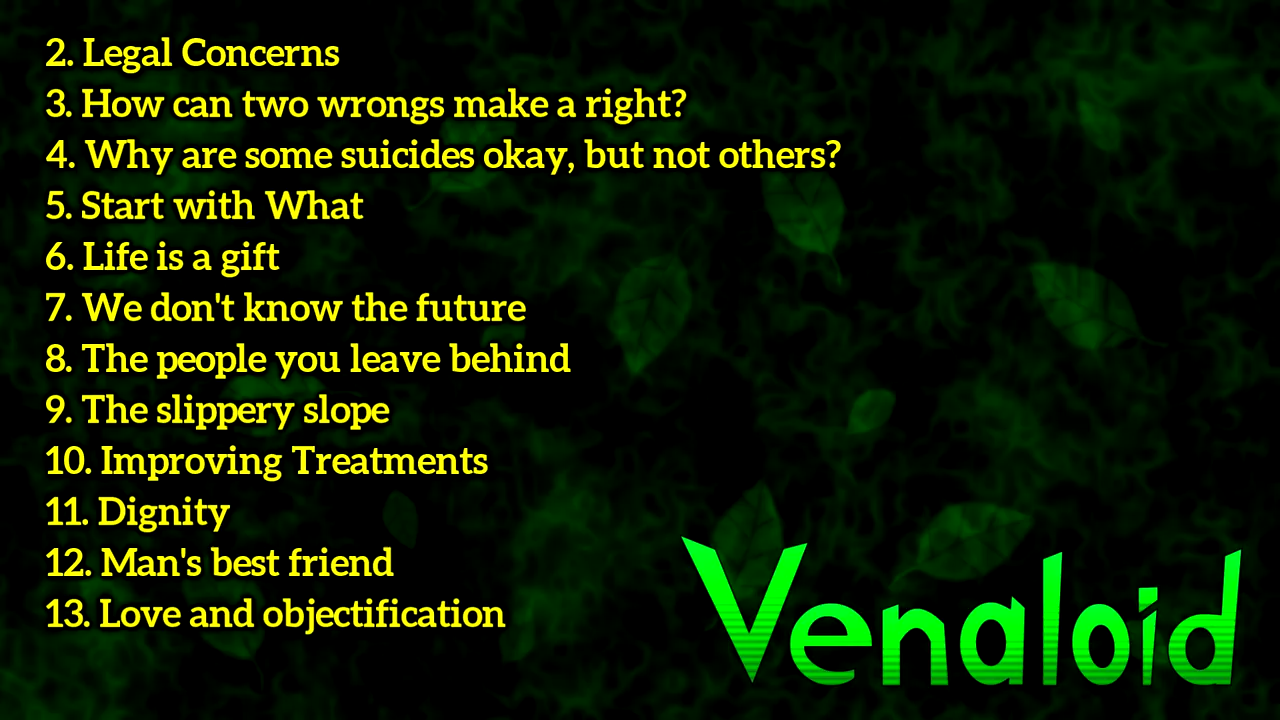 2. Legal Concerns
3. How can two wrongs make a right?
4. Why are some suicides okay, but not others?
5. Start with What
6. Life is a gift
7. We don't know the future
8. The people you leave behind
9. The slippery slope
10. Improving Treatments
11. Dignity
12. Man's best friend
13. Love and objectification
Venaloid